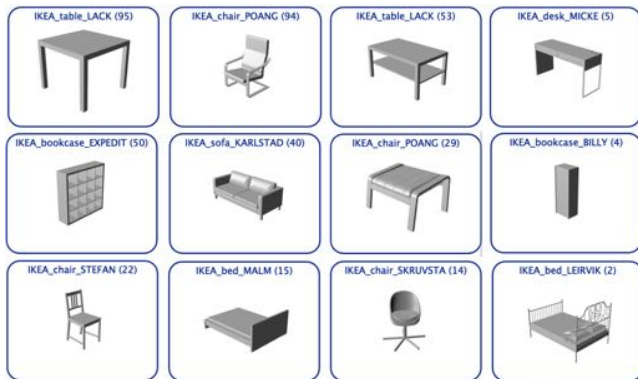 IKEA_table_LACK (95)
IKEA_chair_POANG (94)
IKEA_table_LACK (53)
IKEA_desk_MICKE (5)
IKEA_bookcase_EXPEDIT (50)
IKEA_sofa_KARLSTAD (40)
IKEA_chair_POANG (29)
IKEA_bookcase_BILLY (4)
IKEA_chair_STEFAN (22)
IKEA_bed_MALM (15)
IKEA_chair_SKRUVSTA (14)
IKEA_bed_LEIRVIK (2)